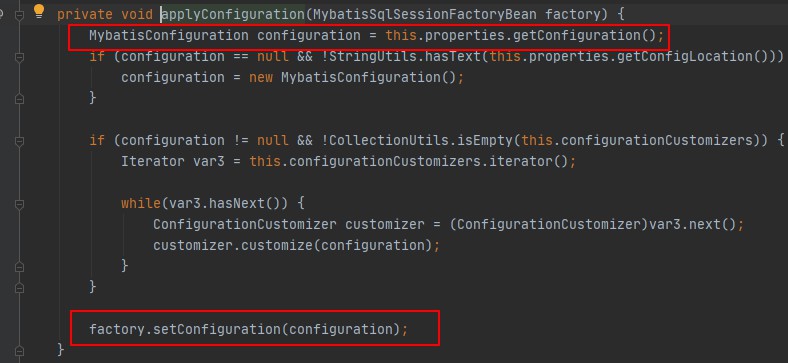 private void applyConfiguration(MybatisSqlSessionFactoryBean factory) {
MybatisConfiguration configuration = this.properties.getConfiguration();
if (configuration == null && !StringUtils.hasText(this.properties.getConfigLocation()))
configuration = new MybatisConfiguration();
}
if (configuration != null && !CollectionUtils.isEmpty(this.configurationCustomizers)) {
Iterator var3 = this.configurationCustomizers.iterator();
while(var3.hasNext()) {
ConfigurationCustomizer customizer = (ConfigurationCustomizer)var3.next();
customizer.customize(configuration);
}
}
factory.setConfiguration(configuration);
}